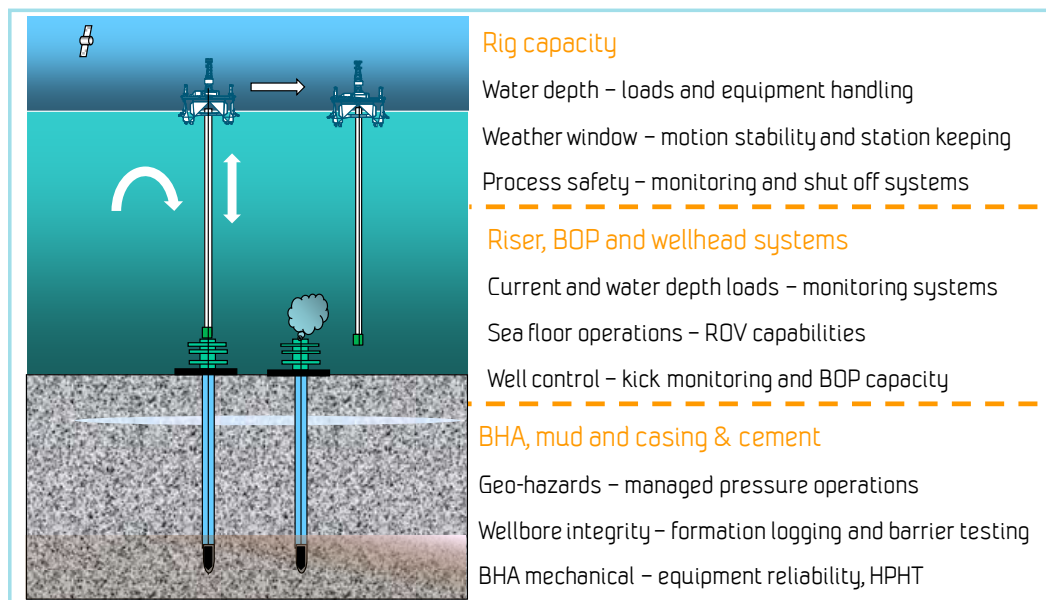 Rig capacity
Water depth – loads and equipment handling
Weather window – motion stability and station keeping
Process safety – monitoring and shut off systems
Riser, BOP and wellhead systems
Current and water depth loads – monitoring systems
Sea floor operations – ROV capabilities
Well control – kick monitoring and BOP capacity
BHA, mud and casing & cement
Geo-hazards – managed pressure operations
Wellbore integrity – formation logging and barrier testing
BHA mechanical – equipment reliability, HPHT